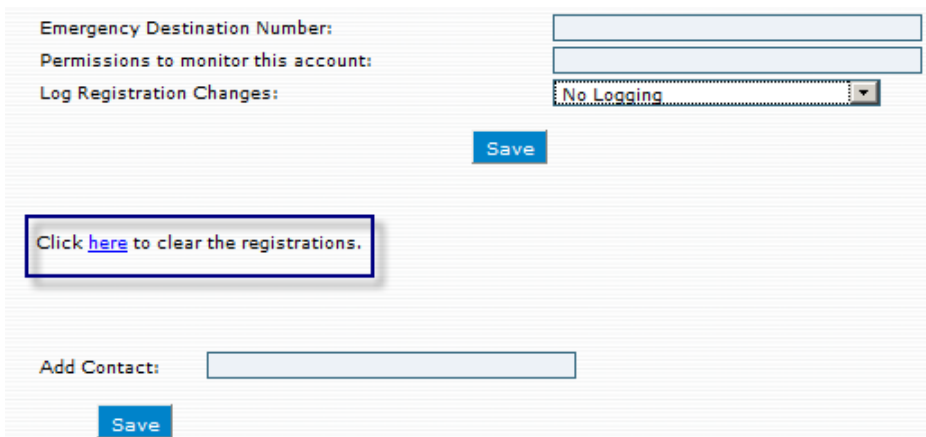 Emergency Destination Number:
Permissions to monitor this account:
Log Registration Changes: No Logging
Save
Click here to clear the registrations.
Add Contact:
Save